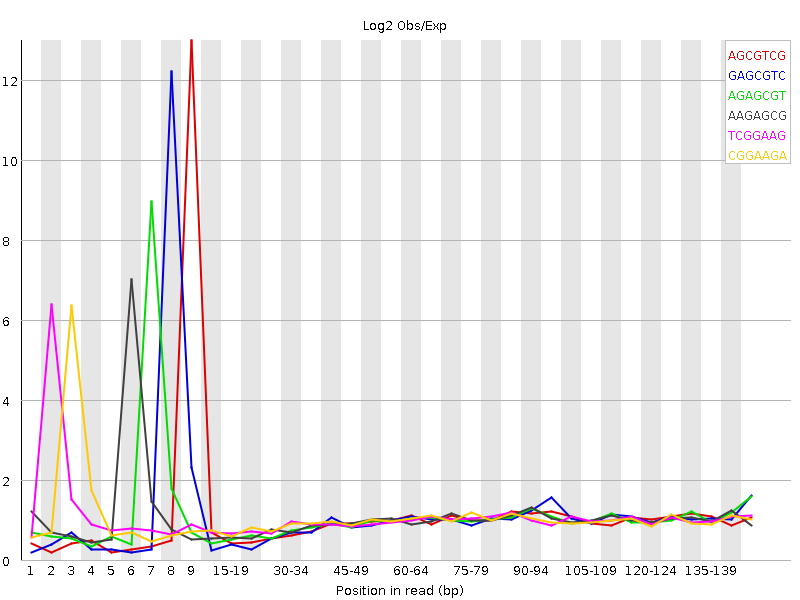 Log2 Obs/Exp
AGCGTCG
GAGCGTC
AGAGCGT
AAGAGCG
TCGGAAG
CGGAAGA
12
10
8
6
4
2
0
1 2 3 4 5 6 7 8 9 15-19 30-34 45-49 60-64 75-79 90-94 105-109 120-124 135-139
Position in read (bp)